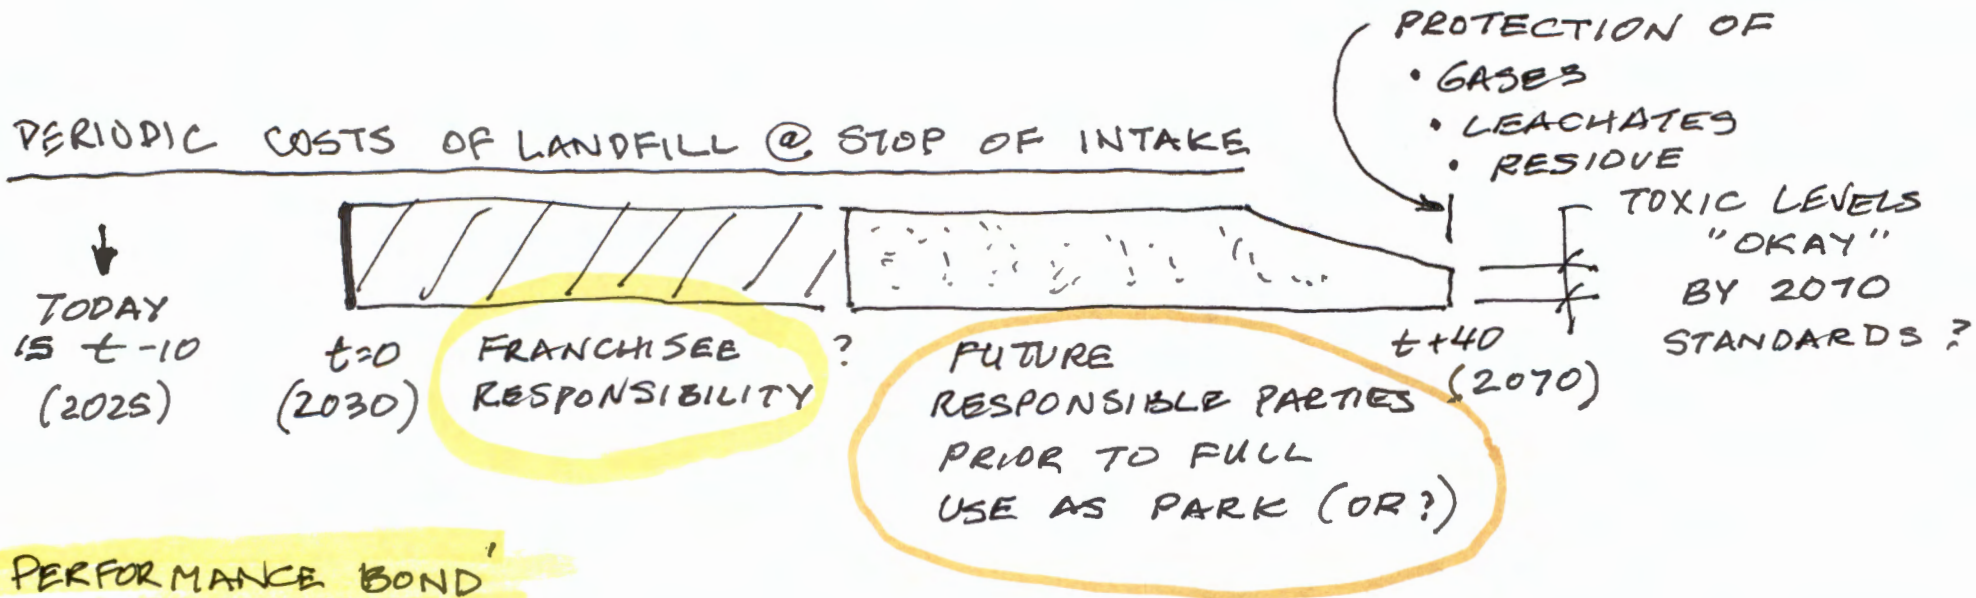 PROTECTION OF
• GASES
• LEACHATES
• RESIDUE
PERIODIC COSTS OF LANDFILL @ STOP OF INTAKE
TOXIC LEVELS
"OKAY"
BY 2070
STANDARDS ?
TODAY
IS t-10
(2025)
t=0
(2030)
FRANCHISEE
RESPONSIBILITY
?
FUTURE
RESPONSIBLE PARTIES
PRIOR TO FULL
USE AS PARK (OR ?)
t+40
(2070)
PERFORMANCE BOND